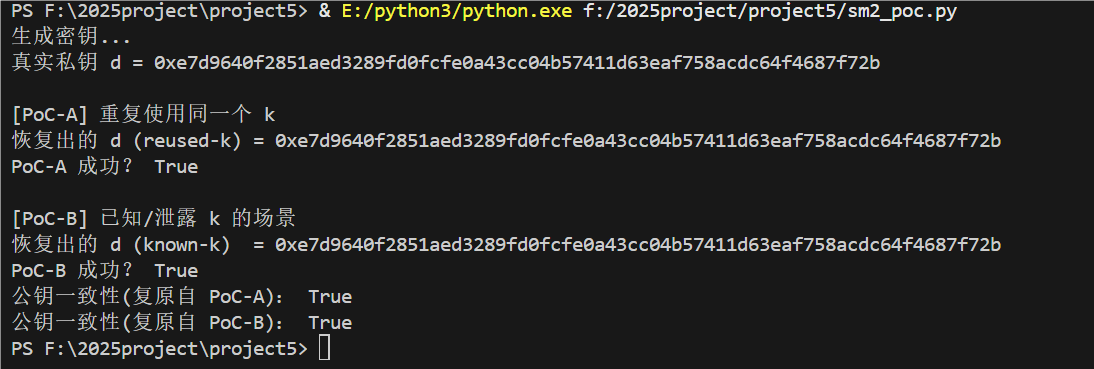 PS F:\2025project\project5> & E:/python3/python.exe f:/2025project/project5/sm2_poc.py
生成密钥...
真实私钥 d = 0xe7d9640f2851aed3289fd0fcfe0a43cc04b57411d63eaf758acdc64f4687f72b
[PoC-A] 重复使用同一个 k
恢复出的 d (reused-k) = 0xe7d9640f2851aed3289fd0fcfe0a43cc04b57411d63eaf758acdc64f4687f72b
PoC-A 成功? True
[PoC-B] 已知/泄露 k 的场景
恢复出的 d (known-k)  = 0xe7d9640f2851aed3289fd0fcfe0a43cc04b57411d63eaf758acdc64f4687f72b
PoC-B 成功? True
公钥一致性(复原自 PoC-A): True
公钥一致性(复原自 PoC-B): True
PS F:\2025project\project5>